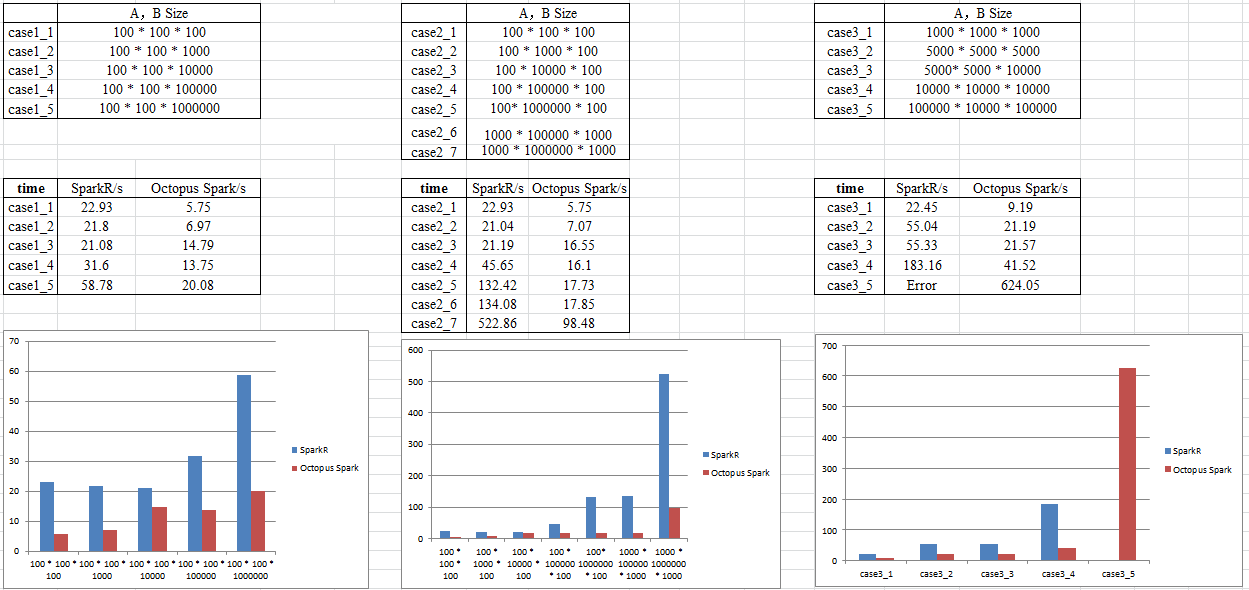 A，B Size
case1_1 100 * 100 * 100
case1_2 100 * 100 * 1000
case1_3 100 * 100 * 10000
case1_4 100 * 100 * 100000
case1_5 100 * 100 * 1000000
A，B Size
case2_1 100 * 100 * 100
case2_2 100 * 1000 * 100
case2_3 100 * 10000 * 100
case2_4 100 * 100000 * 100
case2_5 100* 1000000 * 100
case2_6 1000 * 100000 * 1000
case2_7 1000 * 1000000 * 1000
A，B Size
case3_1 1000 * 1000 * 1000
case3_2 5000 * 5000 * 5000
case3_3 5000* 5000 * 10000
case3_4 10000 * 10000 * 10000
case3_5 100000 * 10000 * 100000
time SparkR/s Octopus Spark/s
case1_1 22.93 5.75
case1_2 21.8 6.97
case1_3 21.08 14.79
case1_4 31.6 13.75
case1_5 58.78 20.08
time SparkR/s Octopus Spark/s
case2_1 22.93 5.75
case2_2 21.04 7.07
case2_3 21.19 16.55
case2_4 45.65 16.1
case2_5 132.42 17.73
case2_6 134.08 17.85
case2_7 522.86 98.48
time SparkR/s Octopus Spark/s
case3_1 22.45 9.19
case3_2 55.04 21.19
case3_3 55.33 21.57
case3_4 183.16 41.52
case3_5 Error 624.05
70
60
50
40
30
20
10
0
100 * 100 * 100 * 100 * 100 * 100 * 100 * 100 * 100 * 100 *
100 1000 10000 100000 1000000
SparkR
Octopus Spark
600
500
400
300
200
100
0
100 * 100 * 100 * 100 * 100* 1000 * 1000 *
100 * 1000 * 10000 * 100000 1000000 100000 1000000
100 100 100 * 100 * 100 * 1000 * 1000
SparkR
Octopus Spark
700
600
500
400
300
200
100
0
case3_1 case3_2 case3_3 case3_4 case3_5
SparkR
Octopus Spark